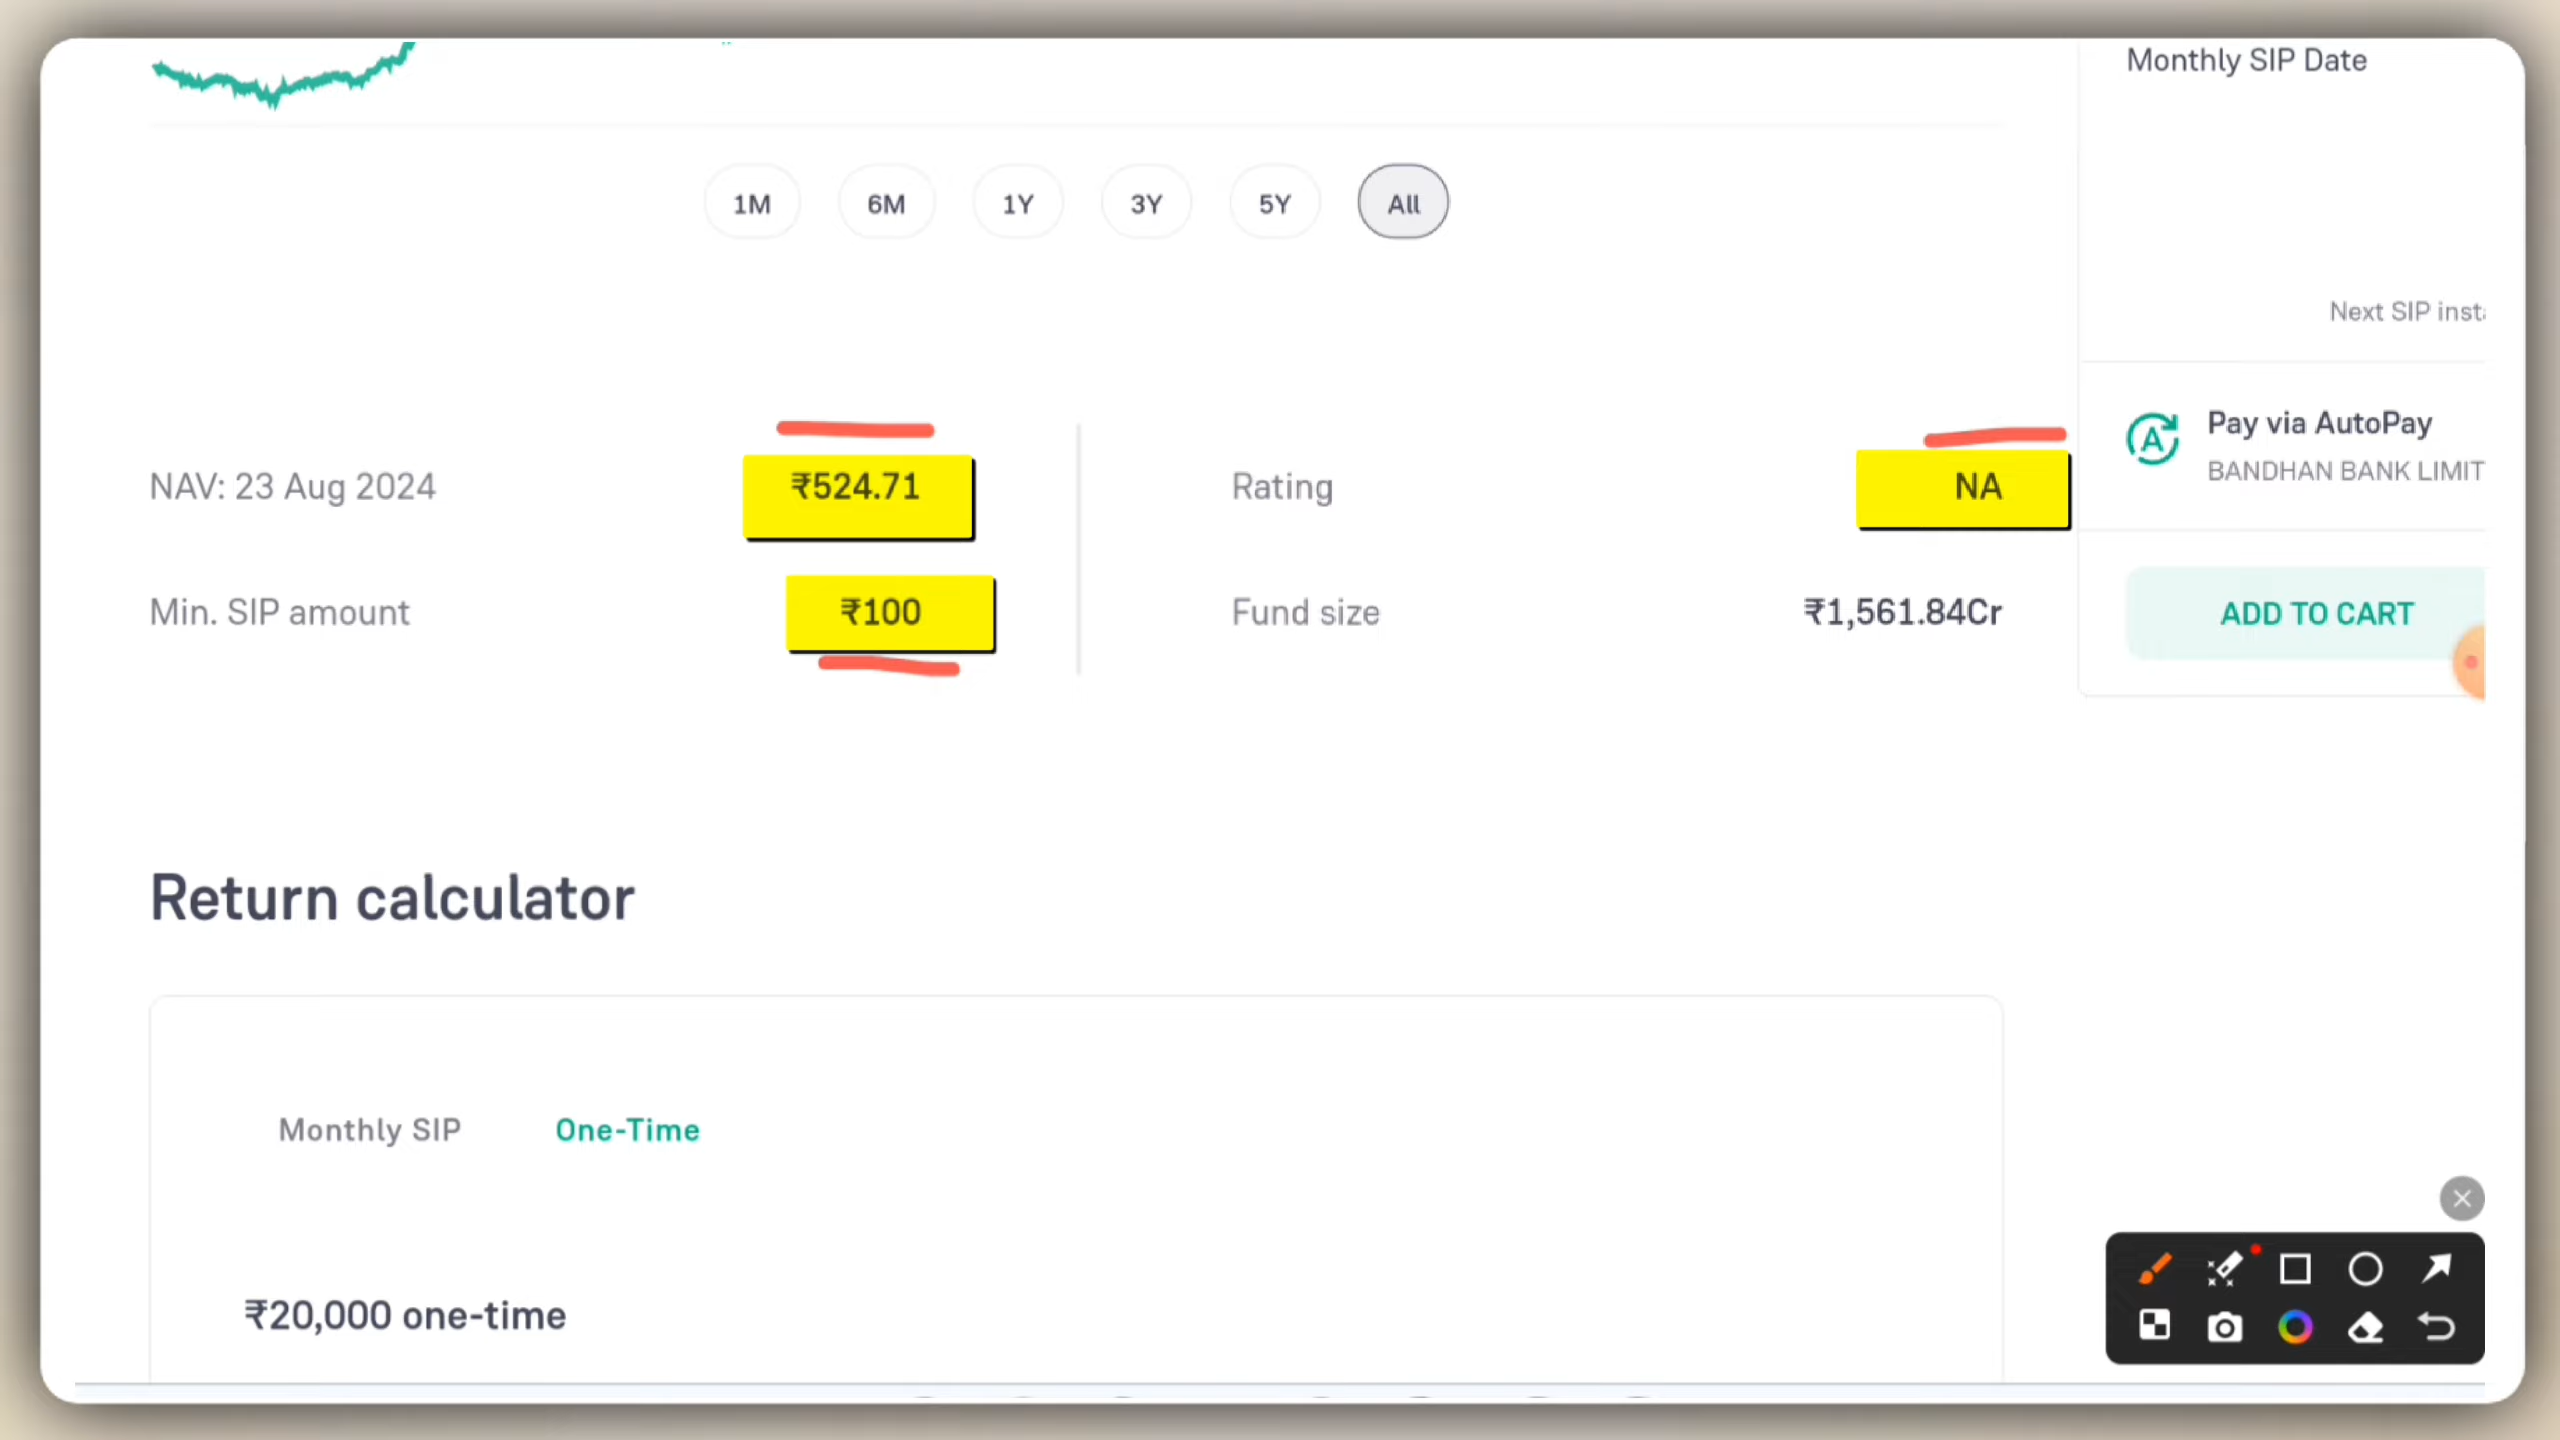 Monthly SIP Date
1M 6M 1Y 3Y 5Y All
Next SIP
Pay via AutoPay
BANDHAN BANK
NAV: 23 Aug 2024 ₹524.71 Rating NA
Min. SIP amount ₹100 Fund size ₹1,561.84Cr
ADD TO CART
Return calculator
Monthly SIP One-Time
₹20,000 one-time